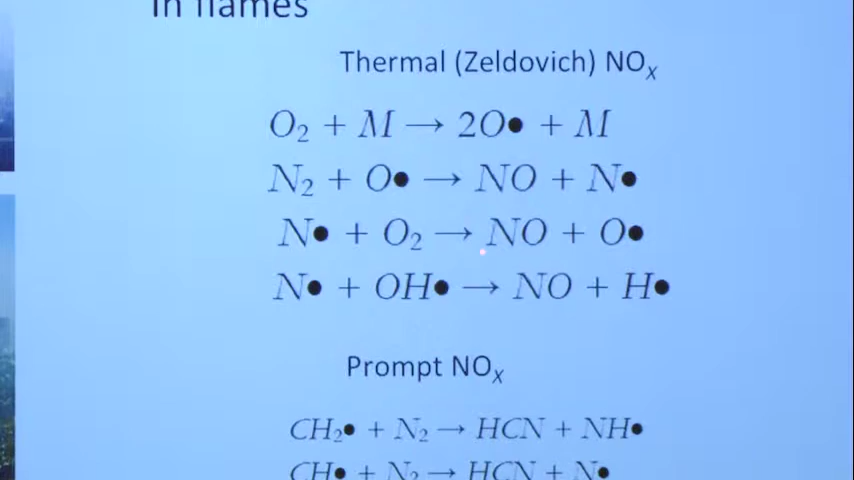 in flames
Thermal (Zeldovich) NOₓ
O₂ + M → 2O• + M
N₂ + O• → NO + N•
N• + O₂ → NO + O•
N• + OH• → NO + H•
Prompt NOₓ
CH₂• + N₂ → HCN + NH•
CH• + N₂ → HCN + N•